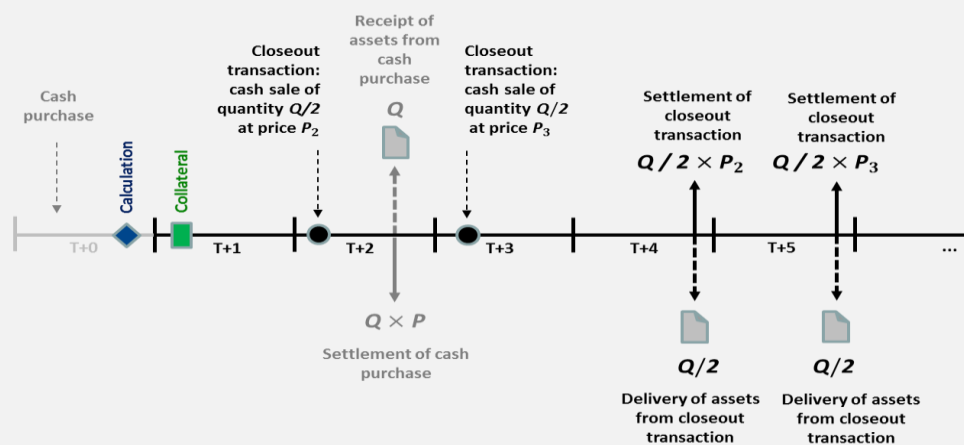 Cash
purchase
Calculation
Collateral
Closeout
transaction:
cash sale of
quantity Q/2
at price P₂
Receipt of
assets from
cash
purchase
Q
Closeout
transaction:
cash sale of
quantity Q/2
at price P₃
Settlement of
closeout
transaction
Q / 2 × P₂
Settlement of
closeout
transaction
Q / 2 × P₃
T+0
T+1
T+2
T+3
T+4
T+5
...
Q × P
Settlement of cash
purchase
Q/2
Delivery of assets
from closeout
transaction
Q/2
Delivery of assets
from closeout
transaction